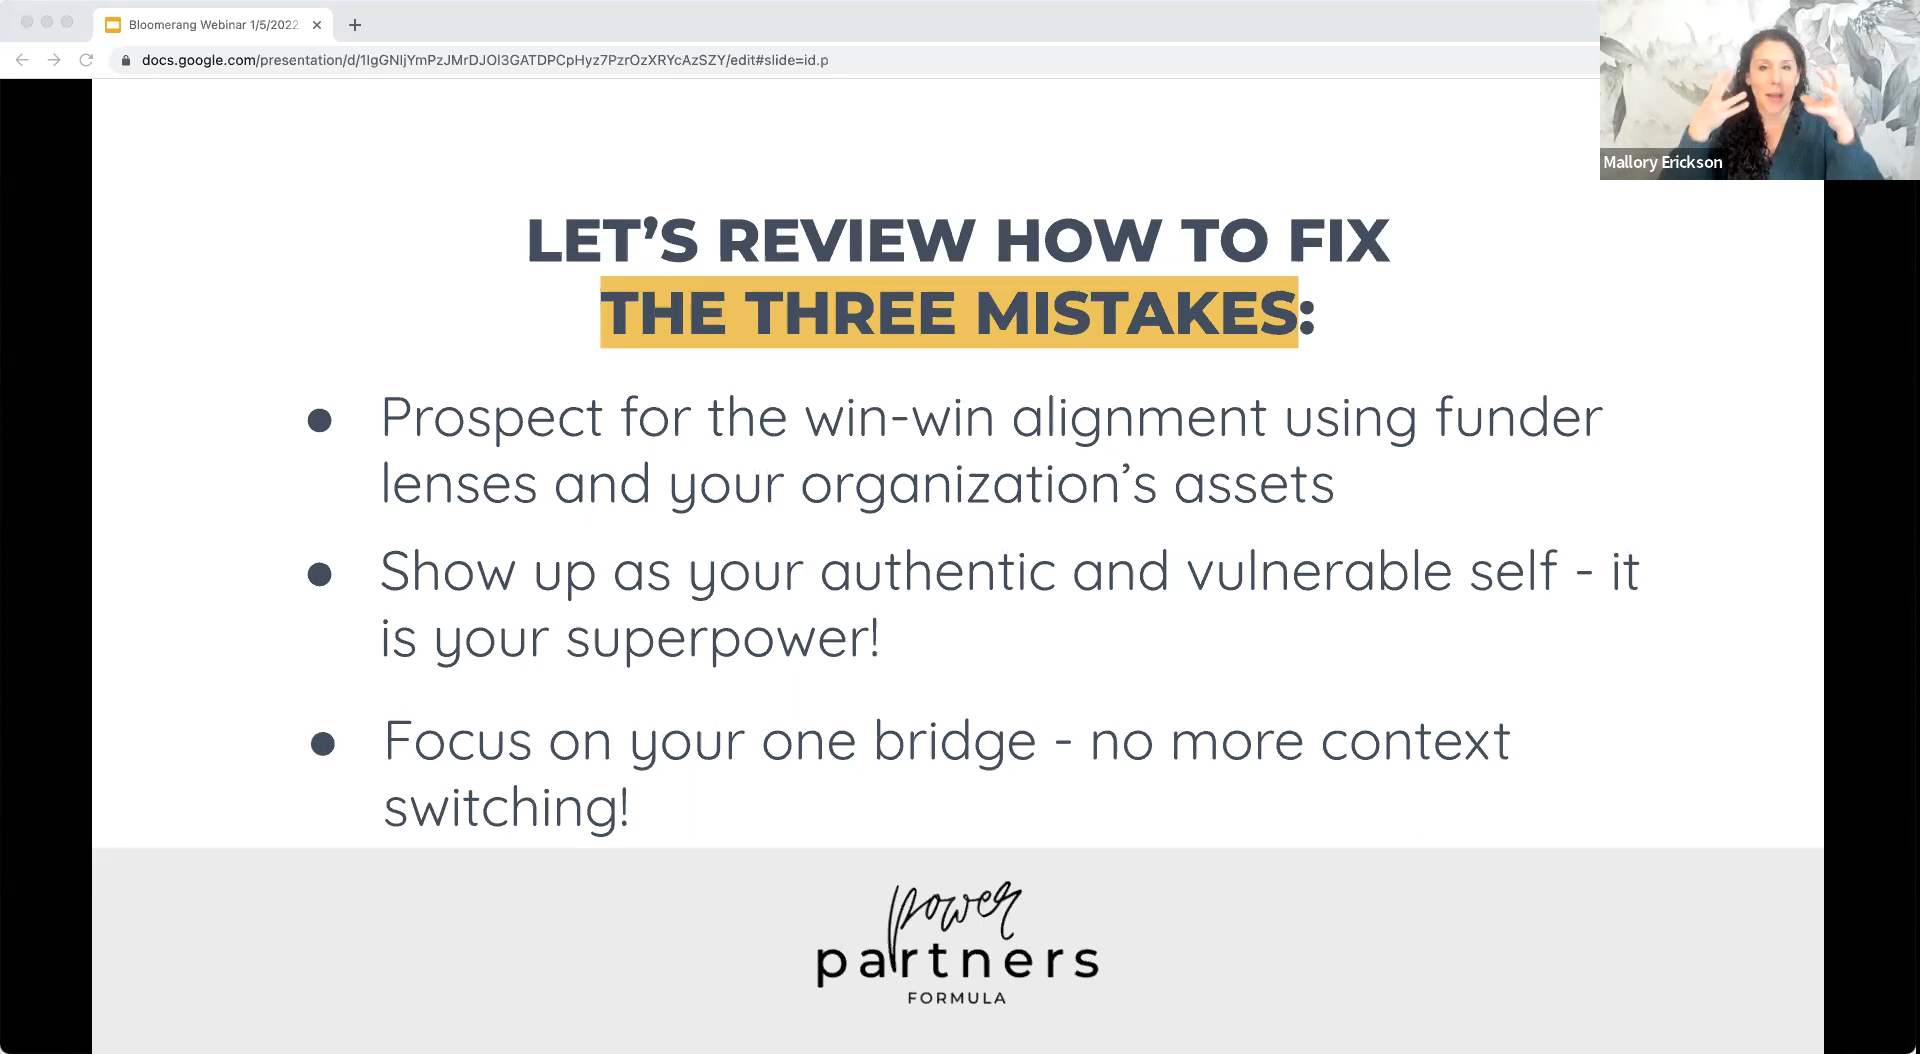 Bloomerang Webinar 1/5/2022
docs.google.com/presentation/d/1IgGNIjYmPzJMrDJOl3GATDPCpHyz7PzrOzXRYcAzSZY/edit#slide=id.p
Mallory Erickson
LET’S REVIEW HOW TO FIX
THE THREE MISTAKES:
● Prospect for the win-win alignment using funder
lenses and your organization’s assets
● Show up as your authentic and vulnerable self - it
is your superpower!
● Focus on your one bridge - no more context
switching!
power
partners
FORMULA